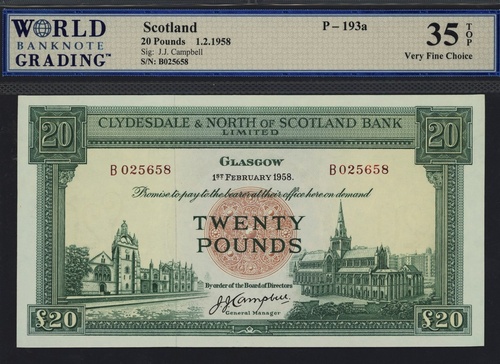 WORLD
BANKNOTE
GRADING™
Scotland
20 Pounds 1.2.1958
Sig: J.J. Campbell
S/N: B025658
P – 193a
35 TOP
Very Fine Choice
20 20
CLYDESDALE & NORTH OF SCOTLAND BANK
LIMITED
GLASGOW
B 025658 B 025658
1ST FEBRUARY 1958.
Promise to pay to the bearer at their office here on demand
TWENTY
POUNDS
By order of the Board of Directors
J.J. Campbell
General Manager
£20 £20